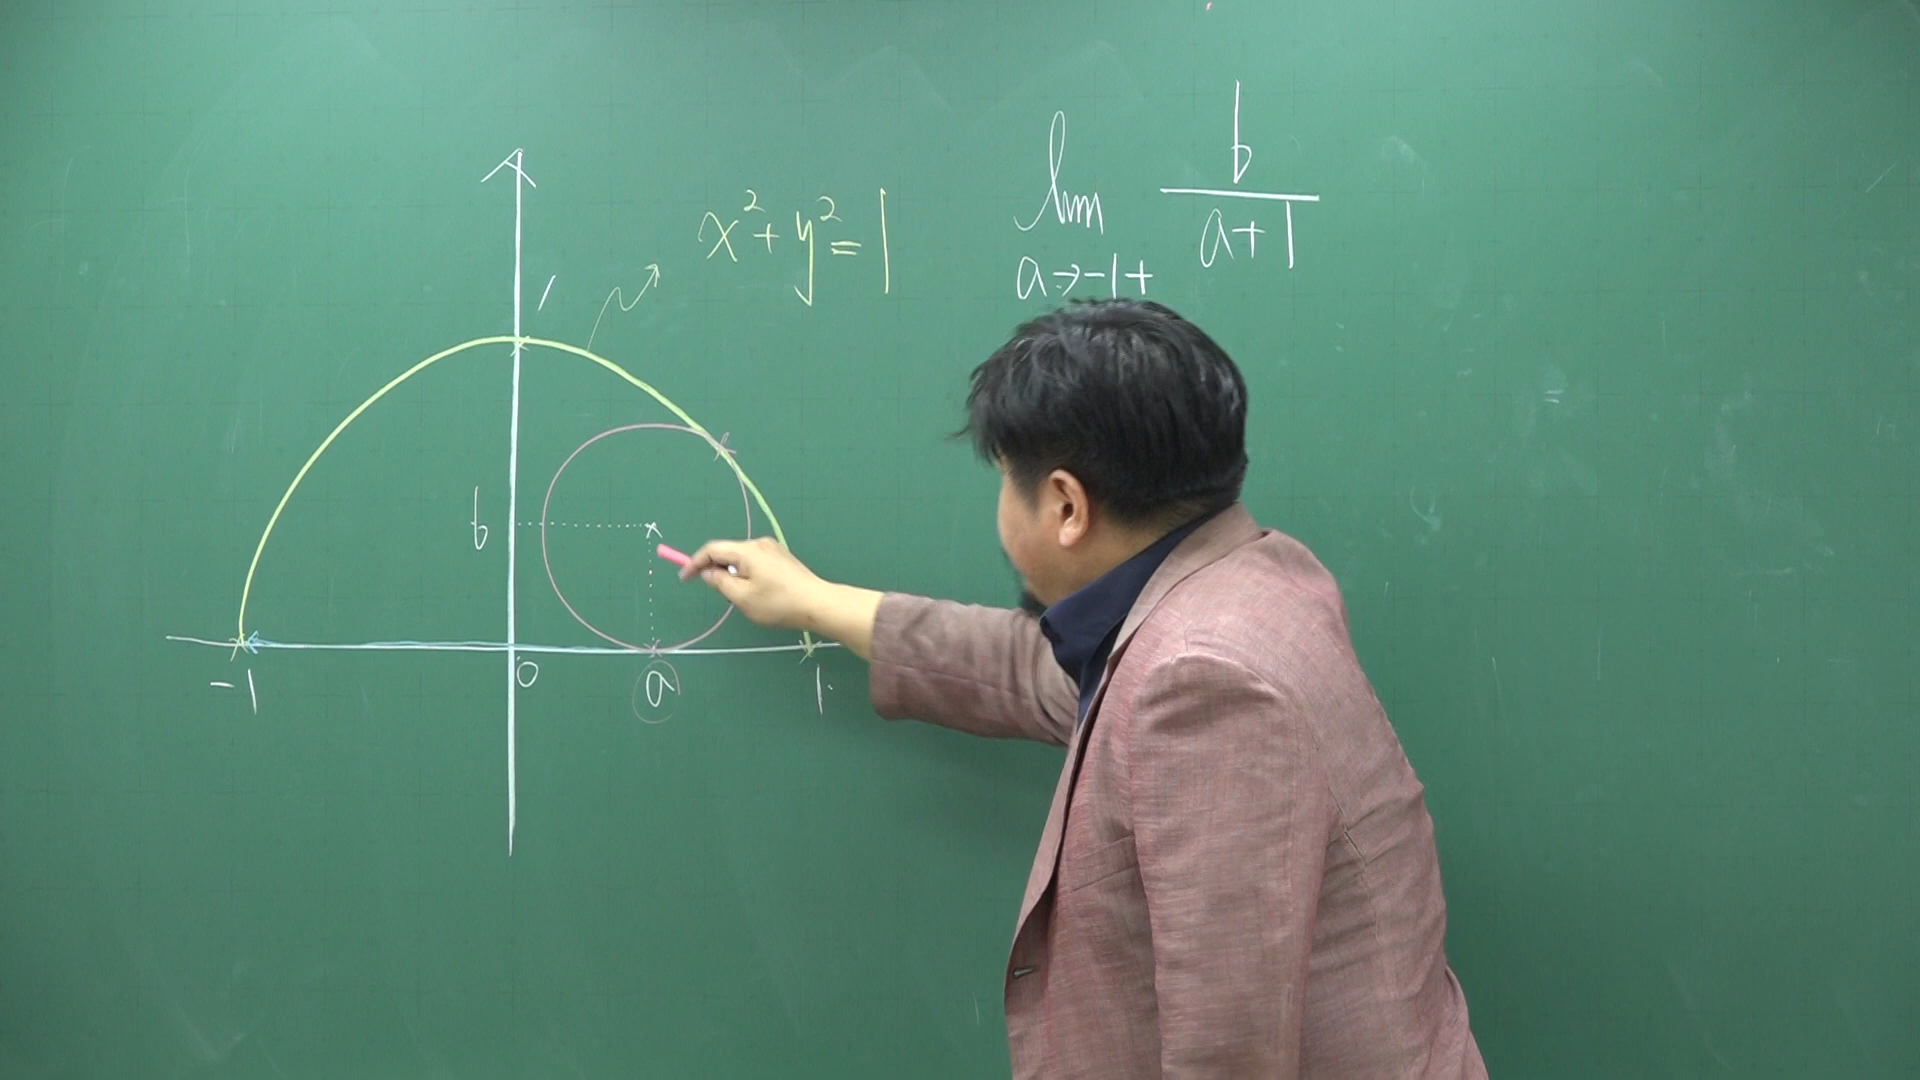 x²+y²=1
lim b/(a+1)
a→-1+
1
b
-1 0 a 1